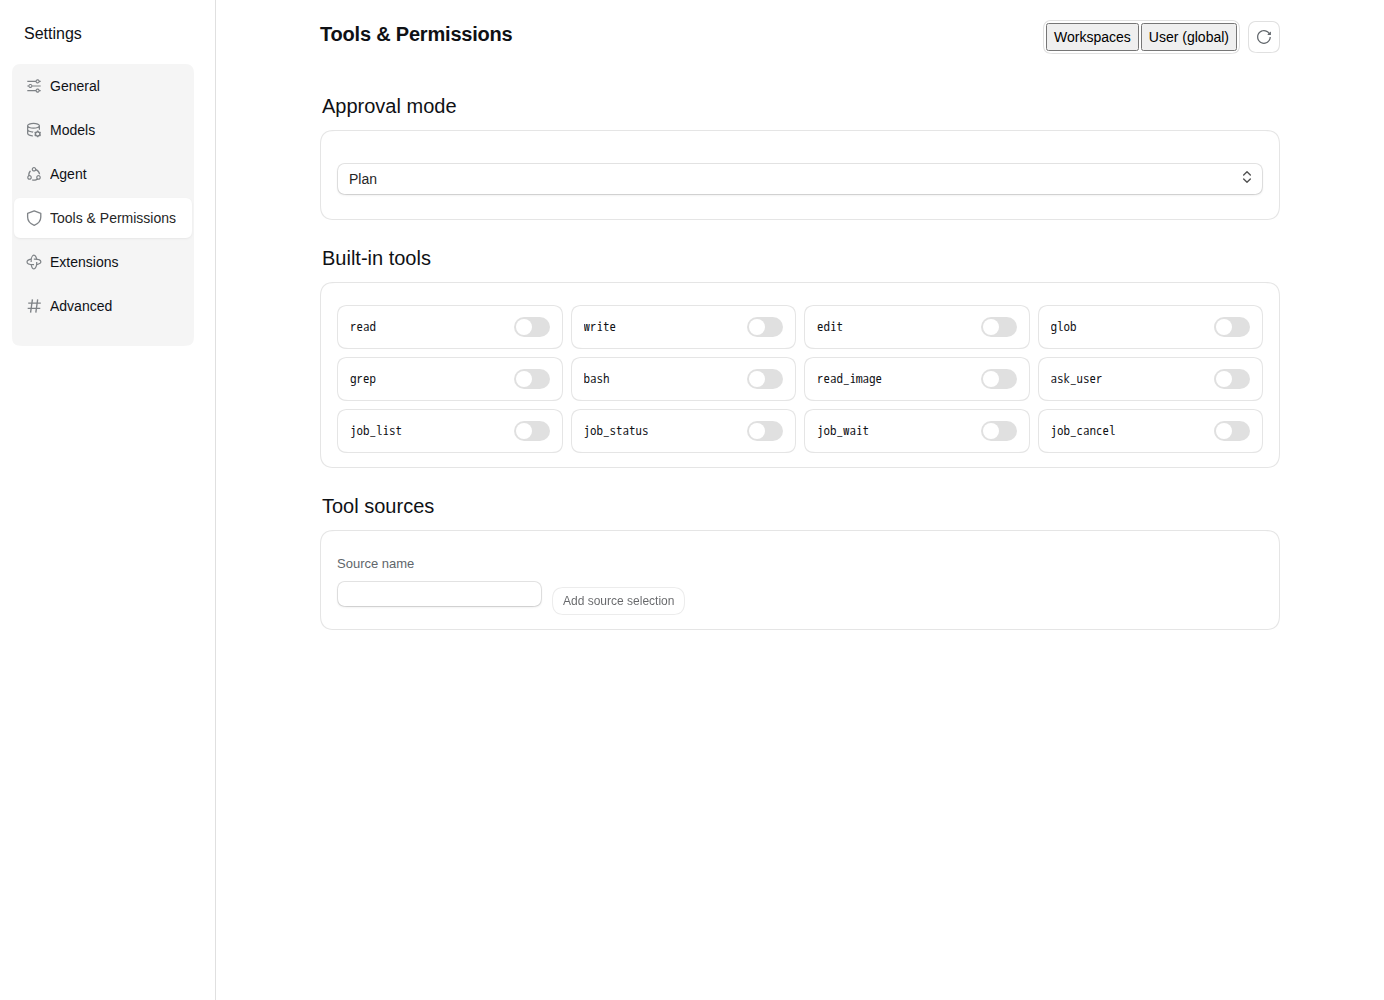 Settings
General
Models
Agent
Tools & Permissions
Extensions
Advanced
Tools & Permissions
Workspaces
User (global)
Approval mode
Plan
Built-in tools
read
write
edit
glob
grep
bash
read_image
ask_user
job_list
job_status
job_wait
job_cancel
Tool sources
Source name
Add source selection